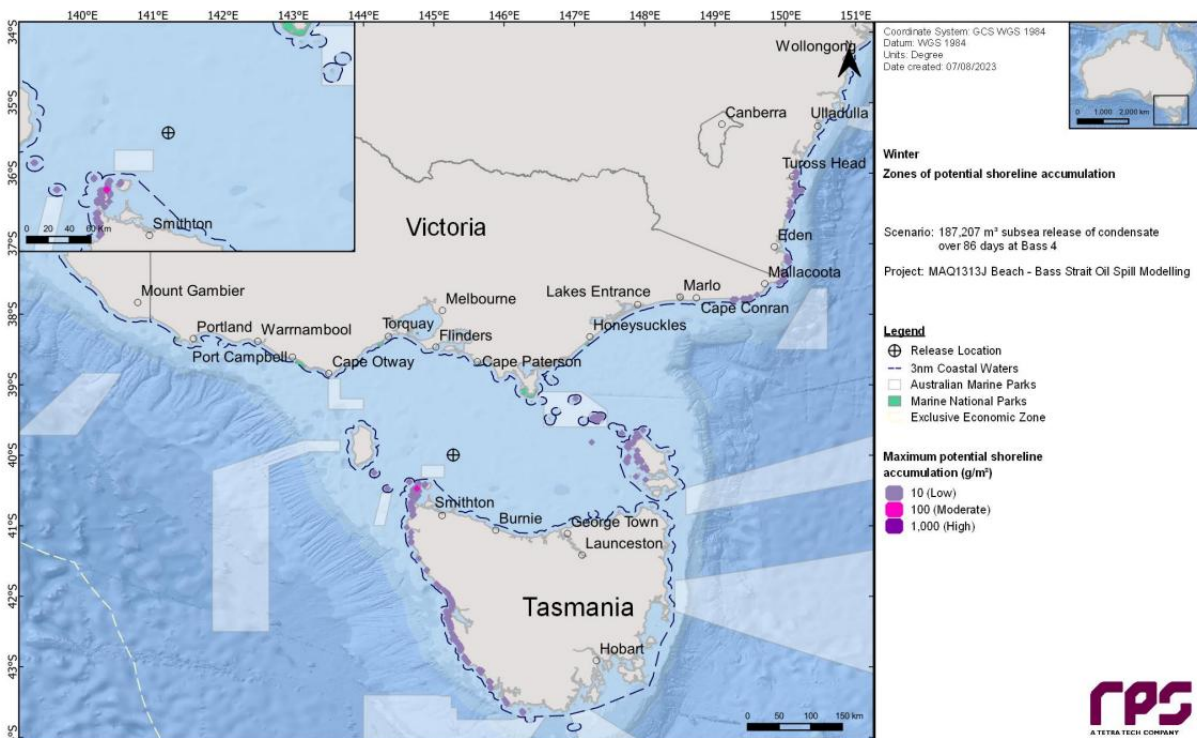 140°E 141°E 142°E 143°E 144°E 145°E 146°E 147°E 148°E 149°E 150°E 151°E
34°S
35°S
36°S
37°S
38°S
39°S
40°S
41°S
42°S
43°S
°S
Smithton
0 20 40 60 Km
Wollongong
Canberra
Ulladulla
Tuross Head
Victoria
Eden
Mallacoota
Mount Gambier
Melbourne
Lakes Entrance
Marlo
Cape Conran
Portland
Warrnambool
Torquay
Flinders
Honeysuckles
Port Campbell
Cape Otway
Cape Paterson
Smithton
Burnie
George Town
Launceston
Tasmania
Hobart
0 50 100 150 km
Coordinate System: GCS WGS 1984
Datum: WGS 1984
Units: Degree
Date created: 07/08/2023
0 1,000 2,000 km
Winter
Zones of potential shoreline accumulation
Scenario: 187,207 m³ subsea release of condensate
over 86 days at Bass 4
Project: MAQ1313J Beach - Bass Strait Oil Spill Modelling
Legend
Release Location
3nm Coastal Waters
Australian Marine Parks
Marine National Parks
Exclusive Economic Zone
Maximum potential shoreline
accumulation (g/m²)
10 (Low)
100 (Moderate)
1,000 (High)
rps
A TETRA TECH COMPANY